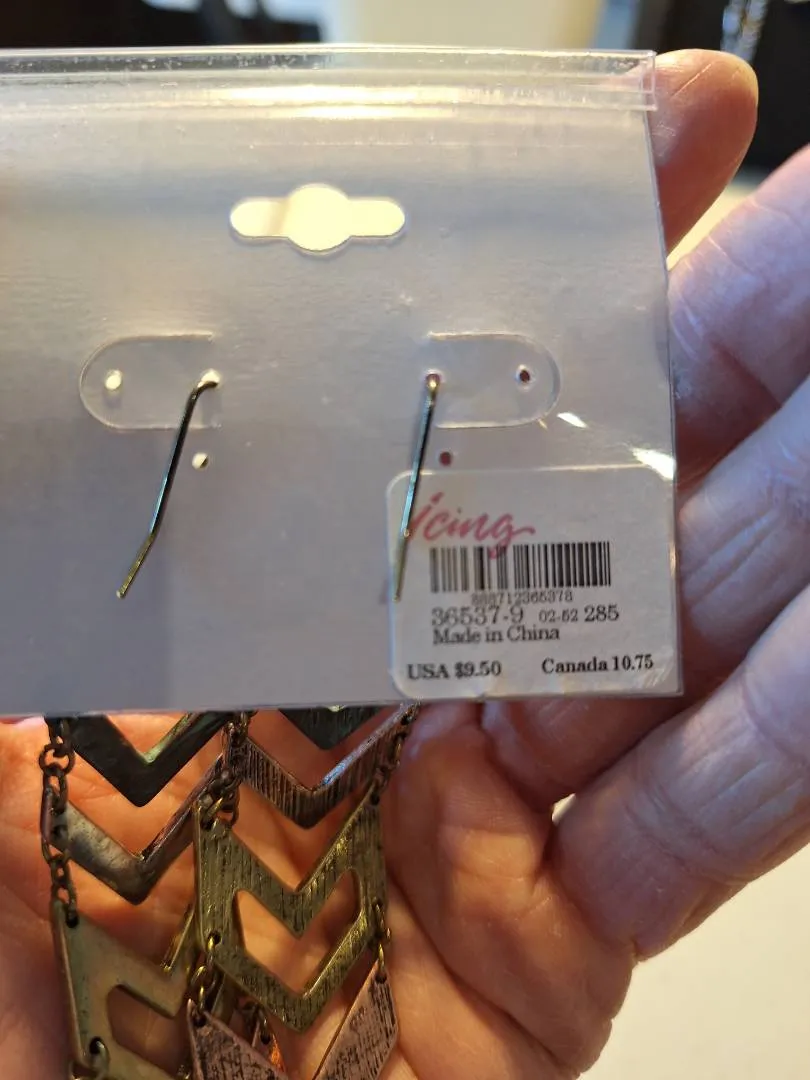 icing
888712365378
36537-9 02-52 285
Made in China
USA $9.50 Canada 10.75